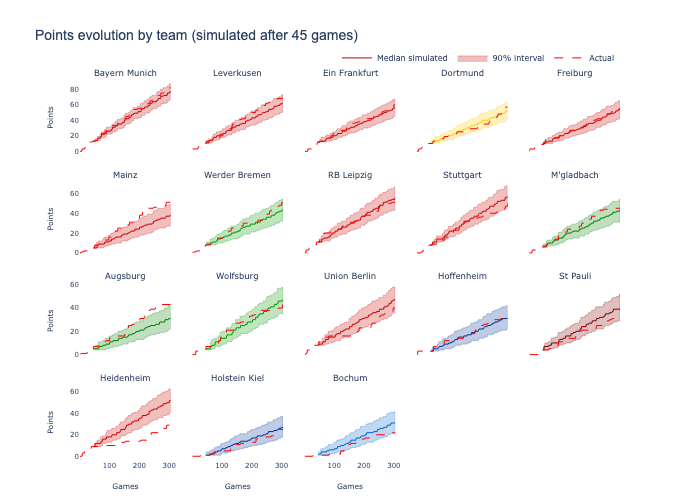 Points evolution by team (simulated after 45 games)
Median simulated 90% interval Actual
Bayern Munich Leverkusen Ein Frankfurt Dortmund Freiburg
80
60
40
20
0
Points
Mainz Werder Bremen RB Leipzig Stuttgart M'gladbach
60
40
20
0
Points
Augsburg Wolfsburg Union Berlin Hoffenheim St Pauli
60
40
20
0
Points
Heidenheim Holstein Kiel Bochum
60
40
20
0
Points
100 200 300 100 200 300 100 200 300
Games Games Games